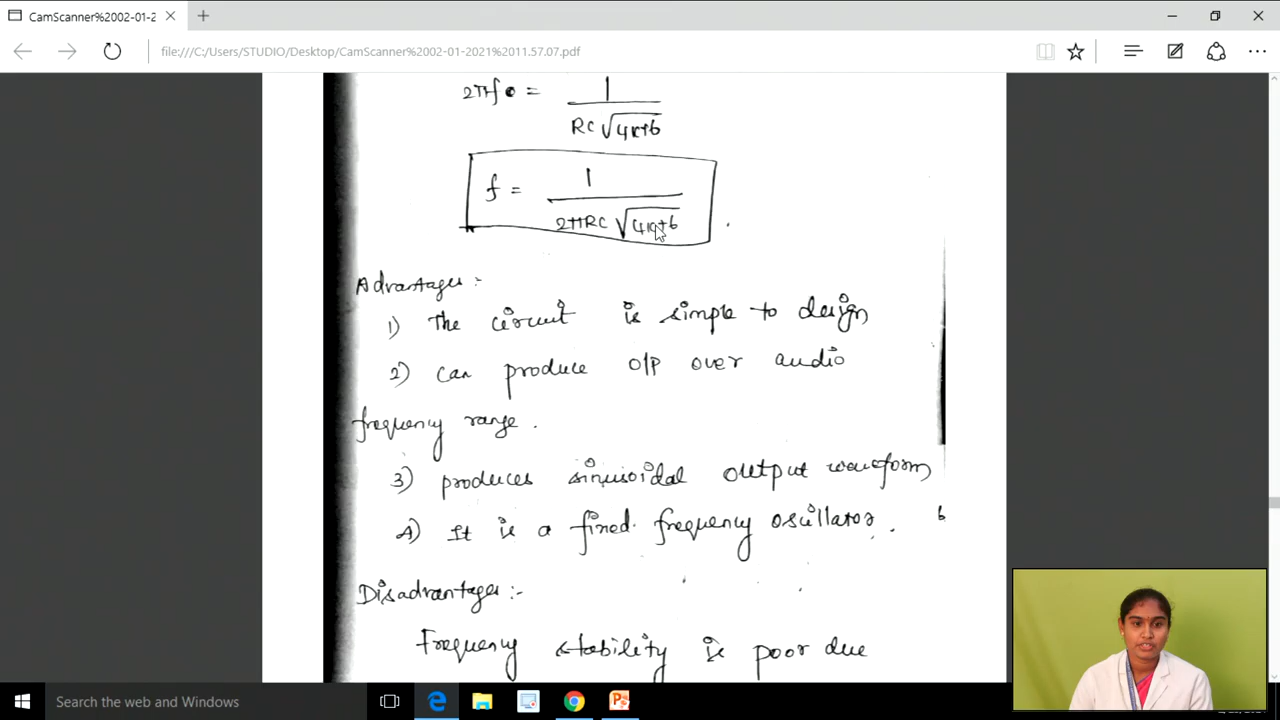 CamScanner%2002-01-2
file:///C:/Users/STUDIO/Desktop/CamScanner%2002-01-2021%2011.57.07.pdf
2πf = 1
RC√4K+6
f = 1
2πRC √4K+6
Advantages :-
1) The circuit is simple to design
2) can produce O/P over audio
frequency range.
3) produces sinusoidal output waveform
4) It is a fixed frequency oscillator.
Disadvantages :-
Frequency stability is poor due
Search the web and Windows